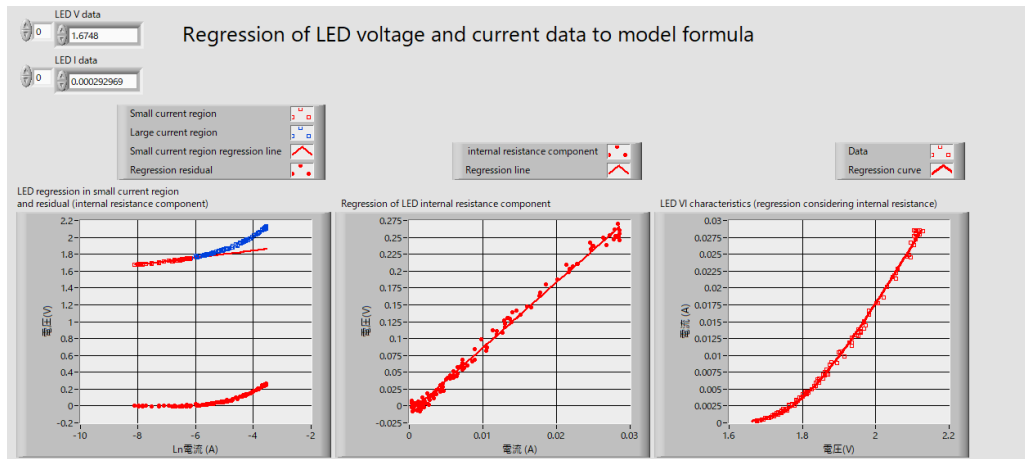 LED V data
0
1.6748
Regression of LED voltage and current data to model formula
LED I data
0
0.000292969
Small current region
Large current region
Small current region regression line
Regression residual
internal resistance component
Regression line
Data
Regression curve
LED regression in small current region
and residual (internal resistance component)
2.2
2
1.8
1.6
1.4
1.2
1
0.8
0.6
0.4
0.2
0
-0.2
電圧(V)
-10
-8
-6
-4
-2
Ln電流 (A)
Regression of LED internal resistance component
0.275
0.25
0.225
0.2
0.175
0.15
0.125
0.1
0.075
0.05
0.025
0
-0.025
電圧(V)
0
0.01
0.02
0.03
電流 (A)
LED VI characteristics (regression considering internal resistance)
0.03
0.0275
0.025
0.0225
0.02
0.0175
0.015
0.0125
0.01
0.0075
0.005
0.0025
0
電流 (A)
1.6
1.8
2
2.2
電圧(V)